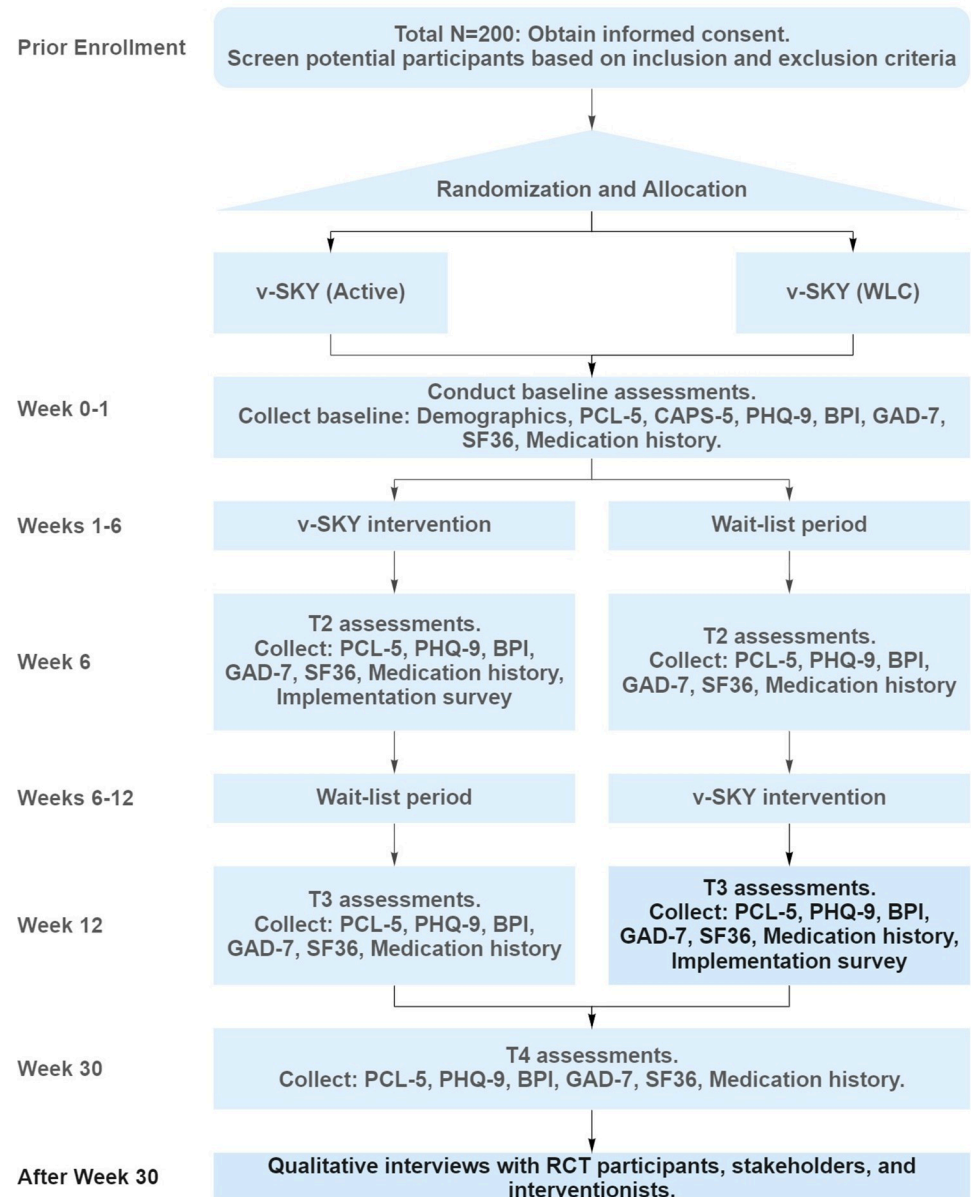 Prior Enrollment
Total N=200: Obtain informed consent.
Screen potential participants based on inclusion and exclusion criteria
Randomization and Allocation
v-SKY (Active)
v-SKY (WLC)
Week 0-1
Conduct baseline assessments.
Collect baseline: Demographics, PCL-5, CAPS-5, PHQ-9, BPI, GAD-7,
SF36, Medication history.
Weeks 1-6
v-SKY intervention
Wait-list period
Week 6
T2 assessments.
Collect: PCL-5, PHQ-9, BPI,
GAD-7, SF36, Medication history,
Implementation survey
T2 assessments.
Collect: PCL-5, PHQ-9, BPI,
GAD-7, SF36, Medication history
Weeks 6-12
Wait-list period
v-SKY intervention
Week 12
T3 assessments.
Collect: PCL-5, PHQ-9, BPI,
GAD-7, SF36, Medication history
T3 assessments.
Collect: PCL-5, PHQ-9, BPI,
GAD-7, SF36, Medication history,
Implementation survey
Week 30
T4 assessments.
Collect: PCL-5, PHQ-9, BPI, GAD-7, SF36, Medication history.
After Week 30
Qualitative interviews with RCT participants, stakeholders, and
interventionists.